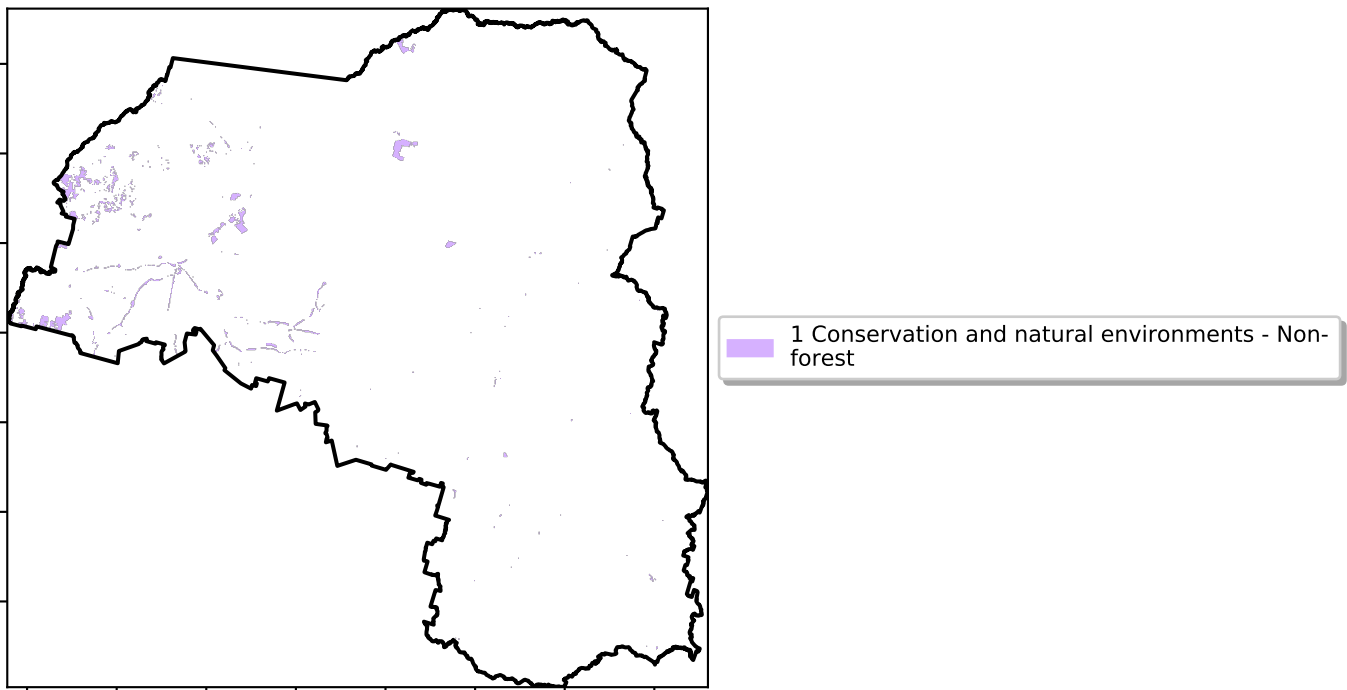 1 Conservation and natural environments - Non-
forest